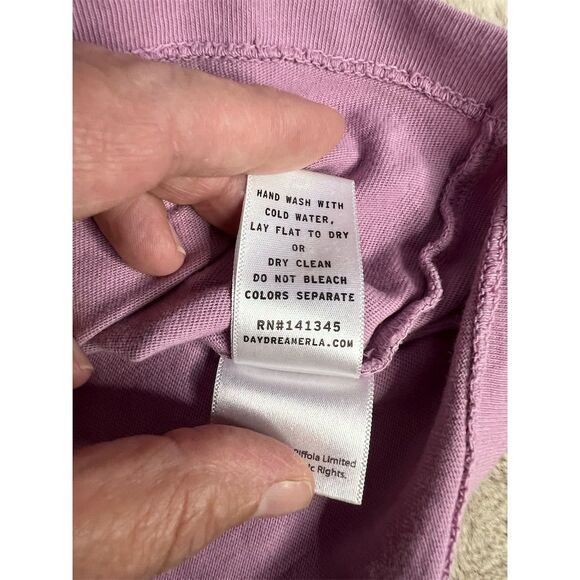 HAND WASH WITH
COLD WATER,
LAY FLAT TO DRY
OR
DRY CLEAN
DO NOT BLEACH
COLORS SEPARATE
RN#141345
DAYDREAMERLA.COM
Limited
Rights.